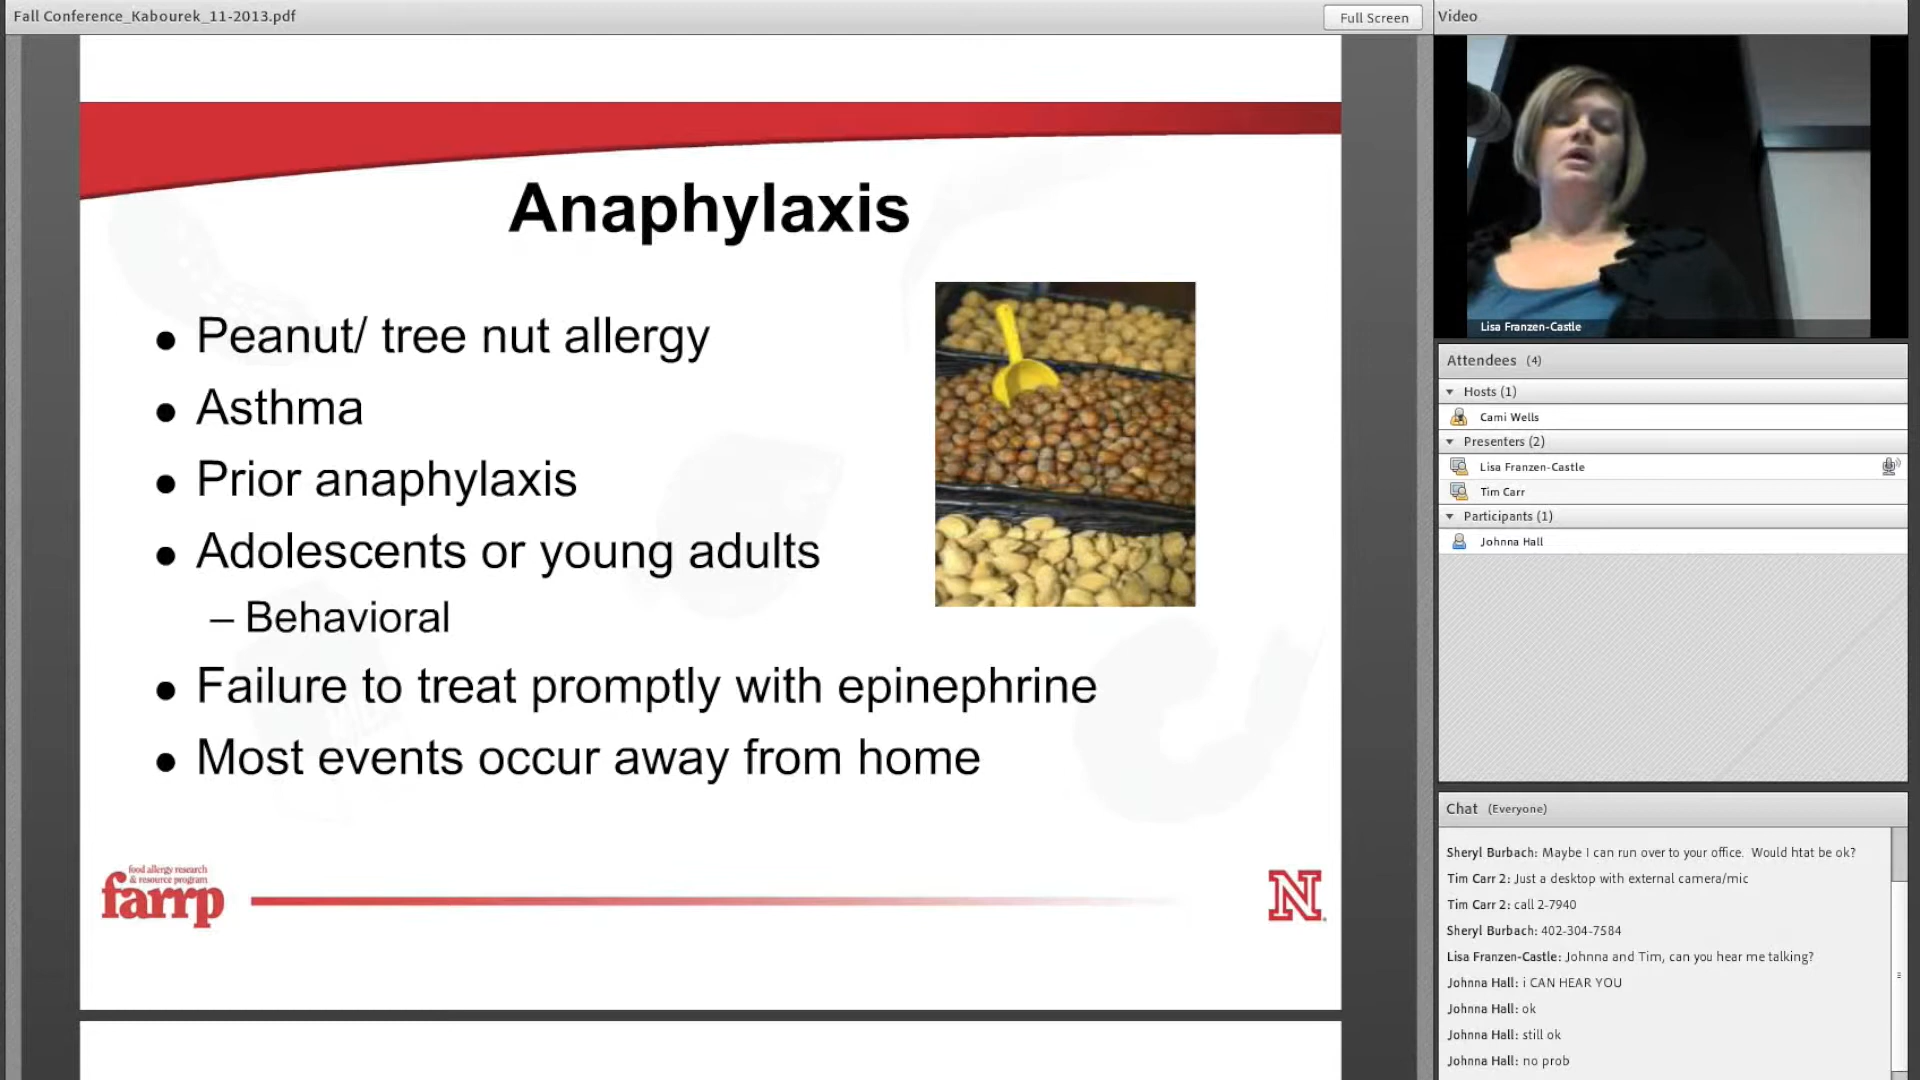 Fall Conference_Kabourek_11-2013.pdf
Full Screen
Anaphylaxis
● Peanut/ tree nut allergy
● Asthma
● Prior anaphylaxis
● Adolescents or young adults
– Behavioral
● Failure to treat promptly with epinephrine
● Most events occur away from home
food allergy research
& resource program
farrp
N
Video
Lisa Franzen-Castle
Attendees (4)
Hosts (1)
Cami Wells
Presenters (2)
Lisa Franzen-Castle
Tim Carr
Participants (1)
Johnna Hall
Chat (Everyone)
Sheryl Burbach: Maybe I can run over to your office. Would htat be ok?
Tim Carr 2: Just a desktop with external camera/mic
Tim Carr 2: call 2-7940
Sheryl Burbach: 402-304-7584
Lisa Franzen-Castle: Johnna and Tim, can you hear me talking?
Johnna Hall: i CAN HEAR YOU
Johnna Hall: ok
Johnna Hall: still ok
Johnna Hall: no prob